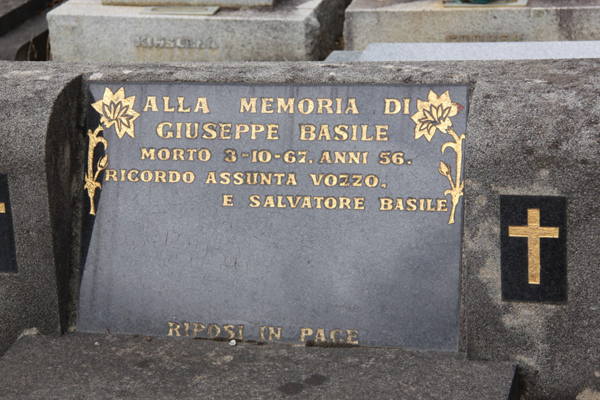 ALLA MEMORIA DI
GIUSEPPE BASILE
MORTO 3-10-67. ANNI 56.
RICORDO ASSUNTA VOZZO,
E SALVATORE BASILE
RIPOSI IN PACE